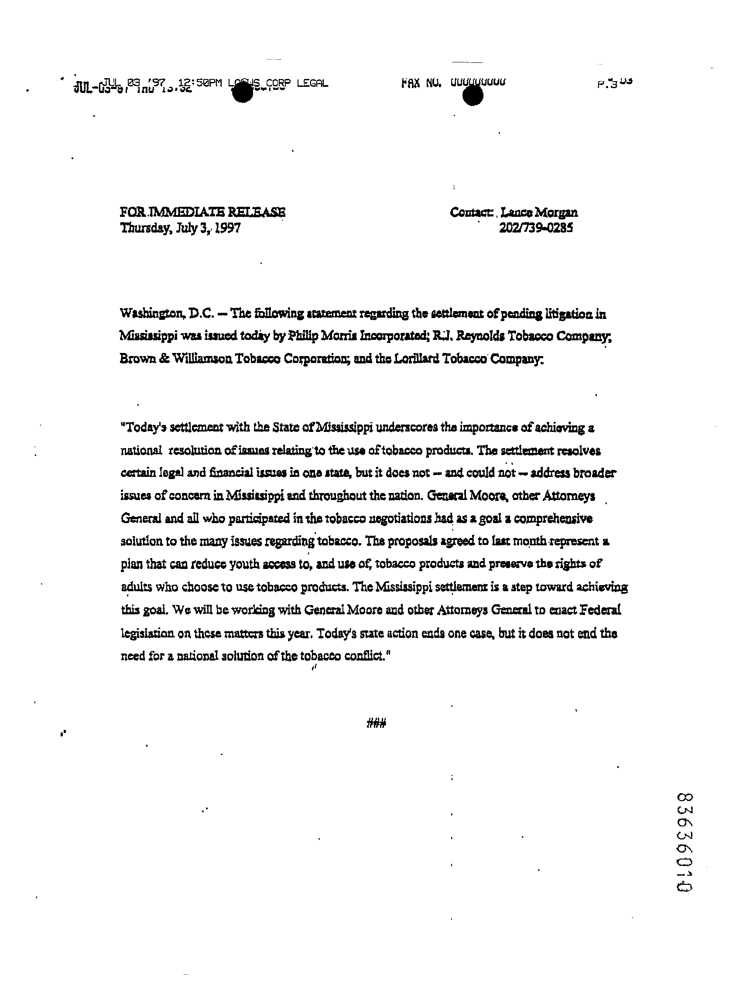 JUL 03 '97 12:50PM CORP LEGAL FAX NO. P.3
FOR IMMEDIATE RELEASE Contact: Lance Morgan
Thursday, July 3, 1997 202/739-0285
Washington, D.C. -- The following statement regarding the settlement of pending litigation in
Mississippi was issued today by Philip Morris Incorporated; R.J. Reynolds Tobacco Company;
Brown & Williamson Tobacco Corporation; and the Lorillard Tobacco Company:
"Today's settlement with the State of Mississippi underscores the importance of achieving a
national resolution of issues relating to the use of tobacco products. The settlement resolves
certain legal and financial issues in one state, but it does not -- and could not -- address broader
issues of concern in Mississippi and throughout the nation. General Moore, other Attorneys
General and all who participated in the tobacco negotiations had as a goal a comprehensive
solution to the many issues regarding tobacco. The proposals agreed to last month represent a
plan that can reduce youth access to, and use of, tobacco products and preserve the rights of
adults who choose to use tobacco products. The Mississippi settlement is a step toward achieving
this goal. We will be working with General Moore and other Attorneys General to enact Federal
legislation on these matters this year. Today's state action ends one case, but it does not end the
need for a national solution of the tobacco conflict."
###
83636010